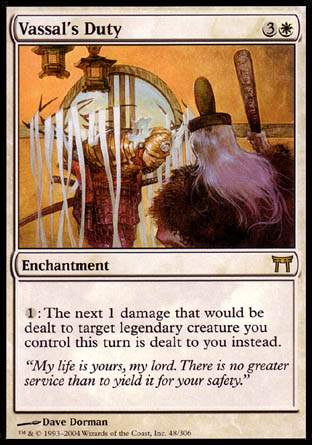 Vassal's Duty 3
Enchantment
1: The next 1 damage that would be
dealt to target legendary creature you
control this turn is dealt to you instead.
"My life is yours, my lord. There is no greater
service than to yield it for your safety."
Dave Dorman
™ & © 1993–2004 Wizards of the Coast, Inc. 48/306